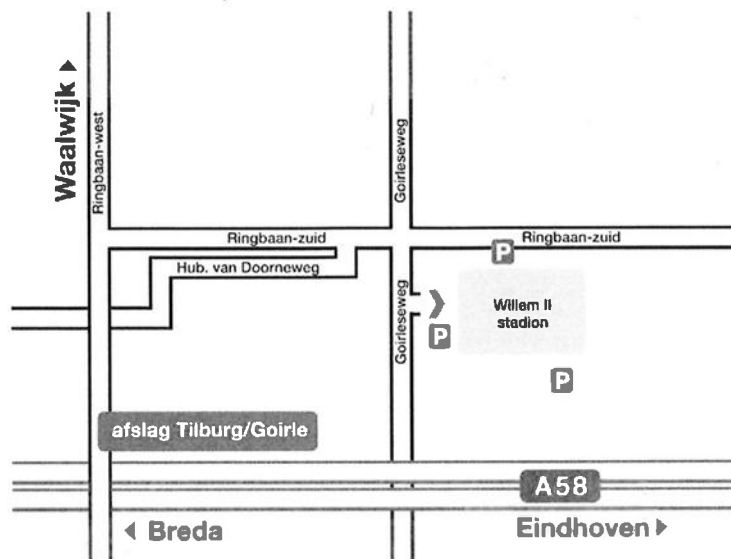 Waalwijk
Ringbaan-west
Goirleseweg
Ringbaan-zuid
Ringbaan-zuid
P
Hub. van Doorneweg
Goirleseweg
Willem II
stadion
P
P
afslag Tilburg/Goirle
A58
Breda
Eindhoven